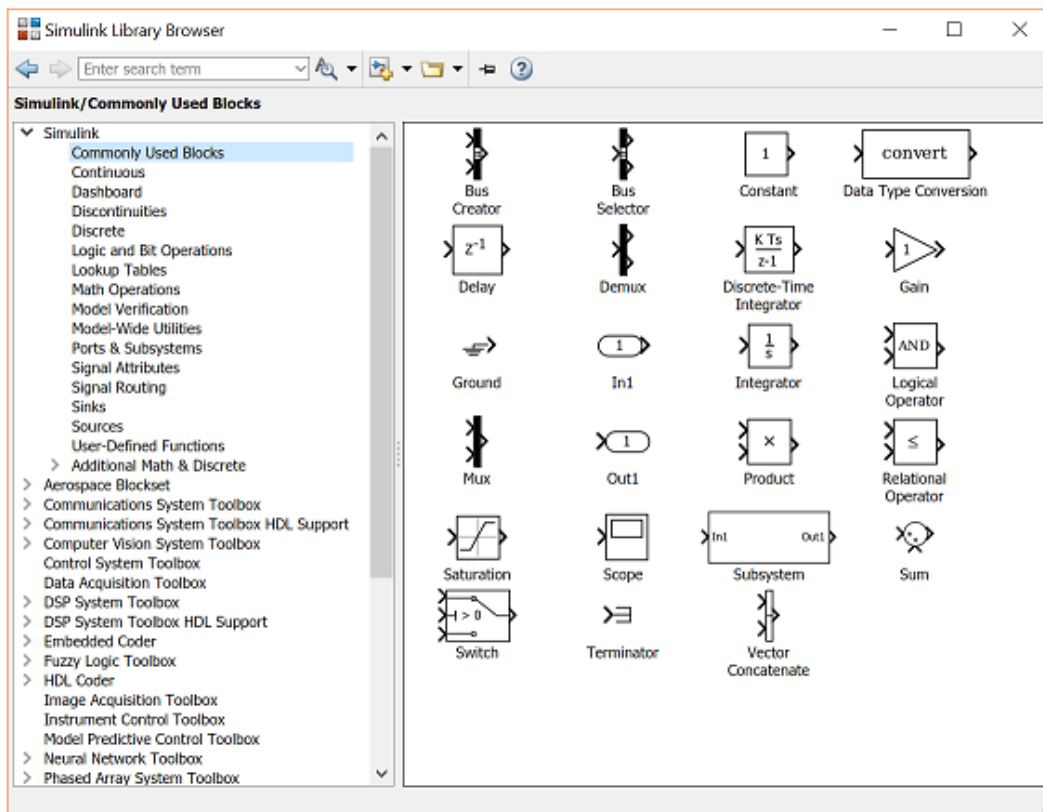 Simulink Library Browser
Enter search term
Simulink/Commonly Used Blocks
Simulink
Commonly Used Blocks
Continuous
Dashboard
Discontinuities
Discrete
Logic and Bit Operations
Lookup Tables
Math Operations
Model Verification
Model-Wide Utilities
Ports & Subsystems
Signal Attributes
Signal Routing
Sinks
Sources
User-Defined Functions
Additional Math & Discrete
Aerospace Blockset
Communications System Toolbox
Communications System Toolbox HDL Support
Computer Vision System Toolbox
Control System Toolbox
Data Acquisition Toolbox
DSP System Toolbox
DSP System Toolbox HDL Support
Embedded Coder
Fuzzy Logic Toolbox
HDL Coder
Image Acquisition Toolbox
Instrument Control Toolbox
Model Predictive Control Toolbox
Neural Network Toolbox
Phased Array System Toolbox
Bus
Creator
Bus
Selector
1
Constant
convert
Data Type Conversion
z-1
Delay
Demux
K Ts
z-1
Discrete-Time
Integrator
1
Gain
Ground
1
In1
1
s
Integrator
AND
Logical
Operator
Mux
1
Out1
×
Product
≤
Relational
Operator
Saturation
Scope
In1 Out1
Subsystem
Sum
> 0
Switch
Terminator
Vector
Concatenate